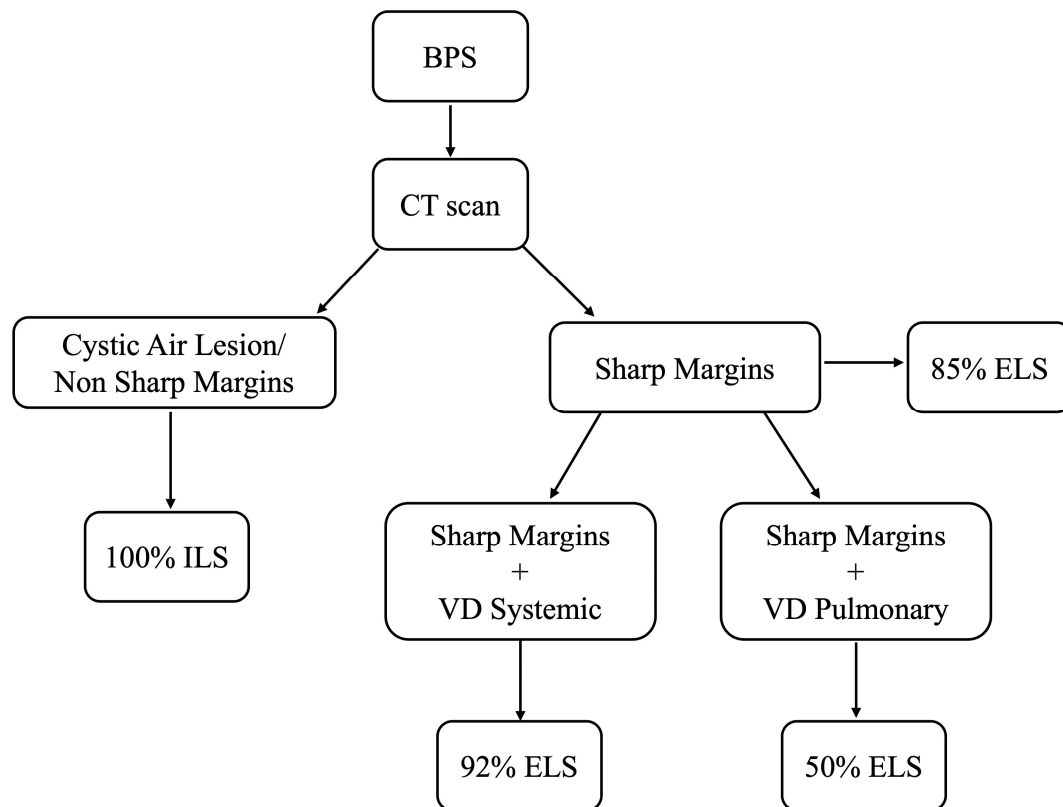 BPS
CT scan
Cystic Air Lesion/
Non Sharp Margins
Sharp Margins
85% ELS
100% ILS
Sharp Margins
+
VD Systemic
Sharp Margins
+
VD Pulmonary
92% ELS
50% ELS